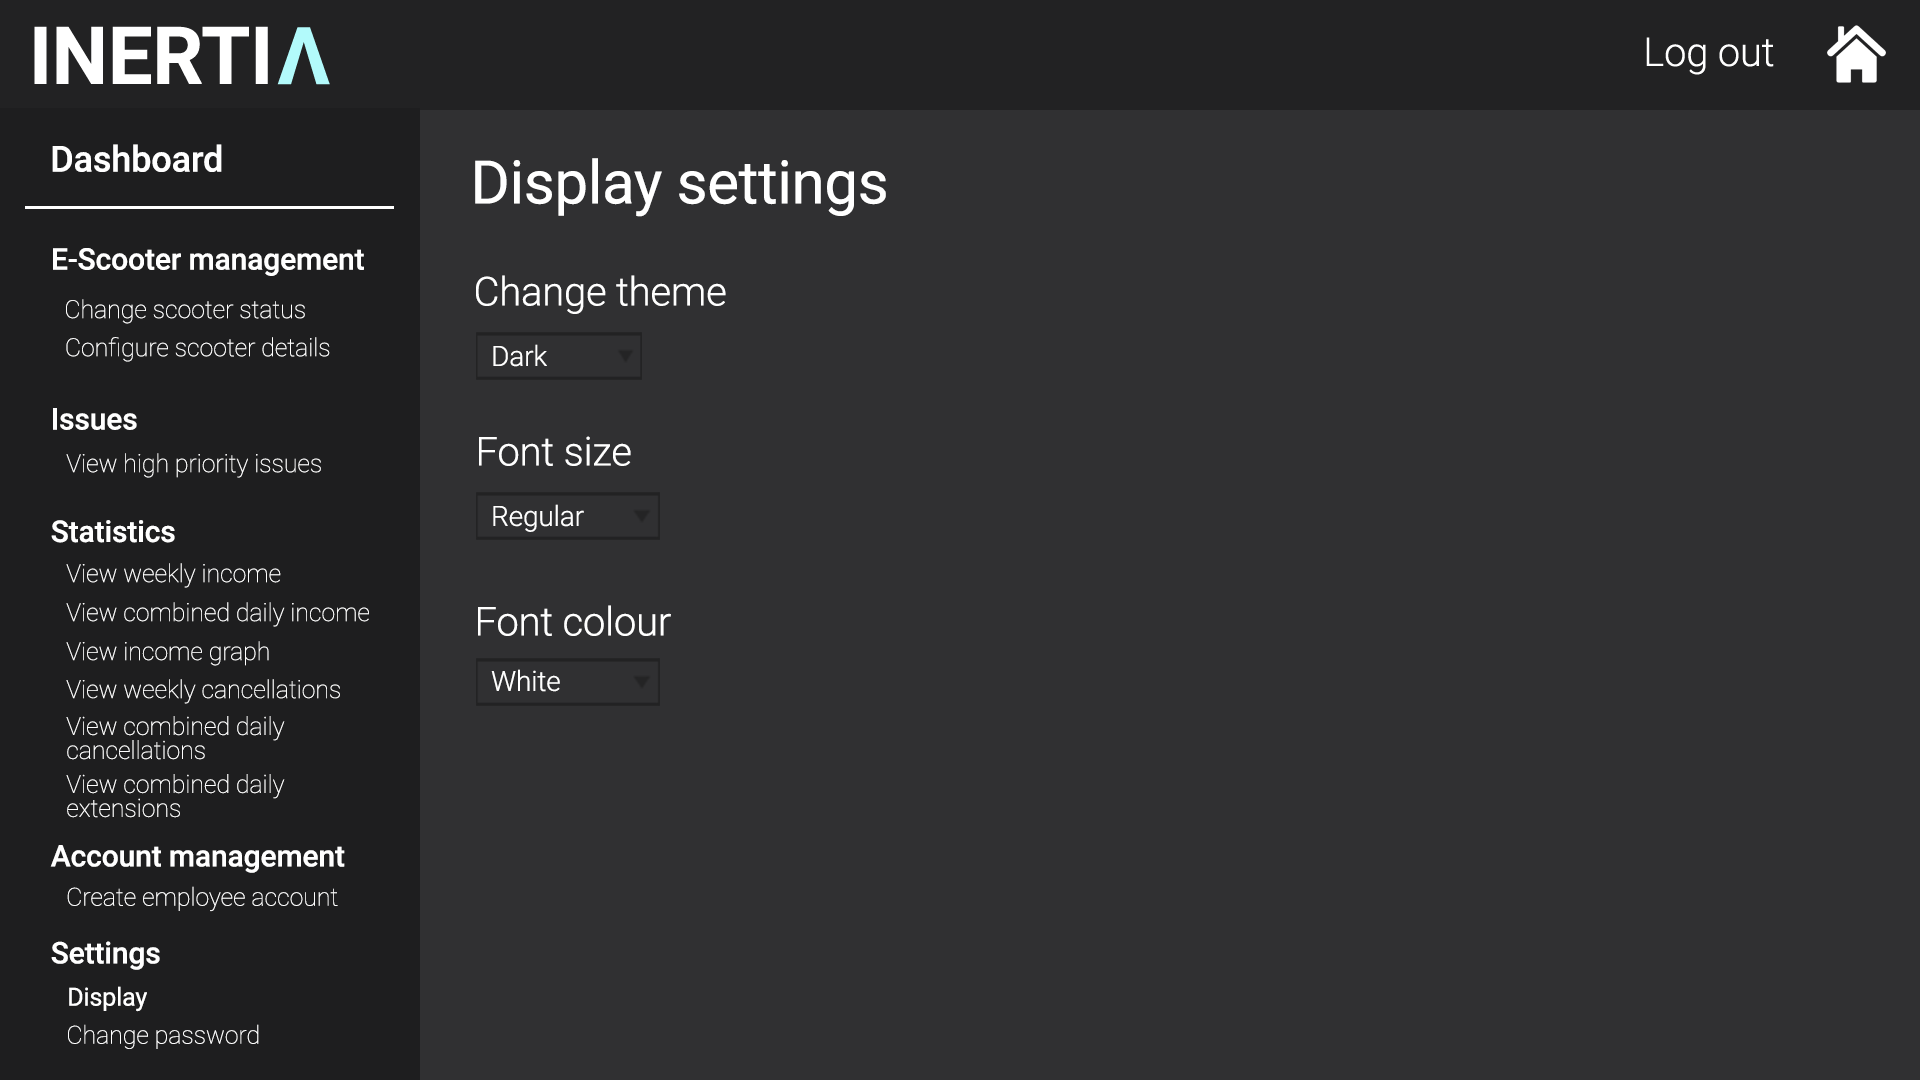 INERTIA
Log out
Dashboard
E-Scooter management
Change scooter status
Configure scooter details
Issues
View high priority issues
Statistics
View weekly income
View combined daily income
View income graph
View weekly cancellations
View combined daily
cancellations
View combined daily
extensions
Account management
Create employee account
Settings
Display
Change password
Display settings
Change theme
Dark
Font size
Regular
Font colour
White